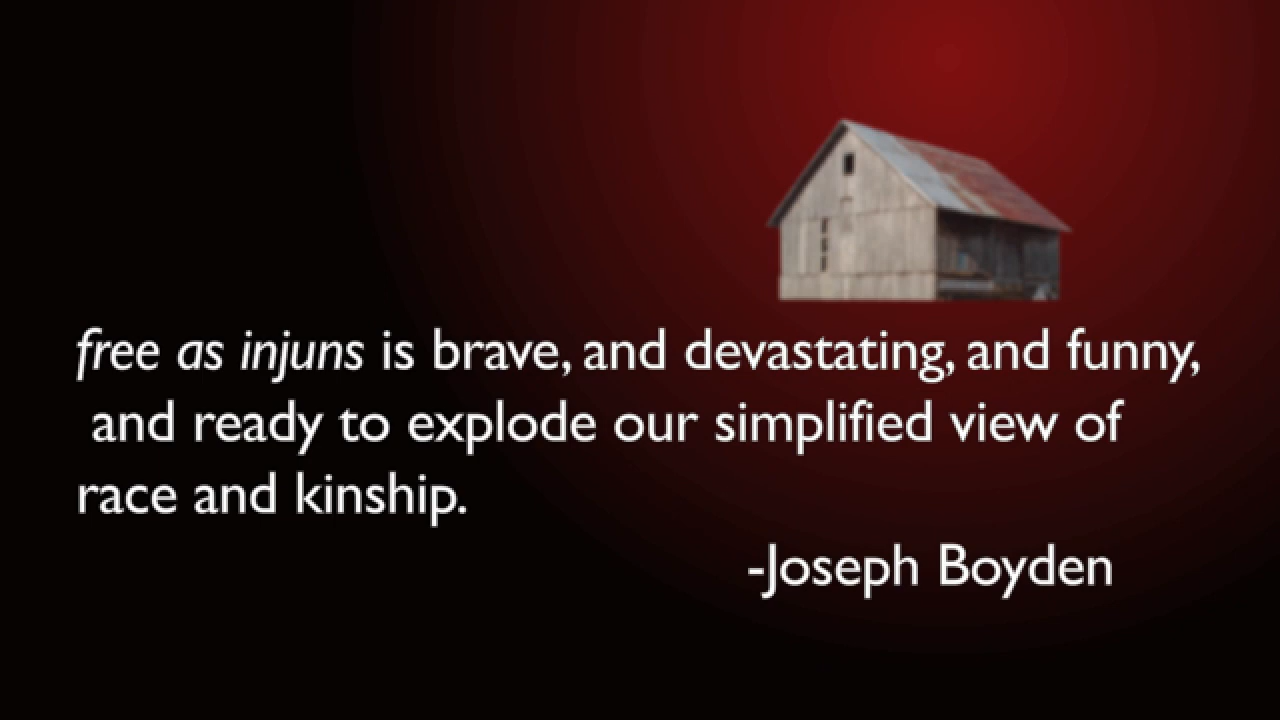 free as injuns is brave, and devastating, and funny,
and ready to explode our simplified view of
race and kinship.
-Joseph Boyden